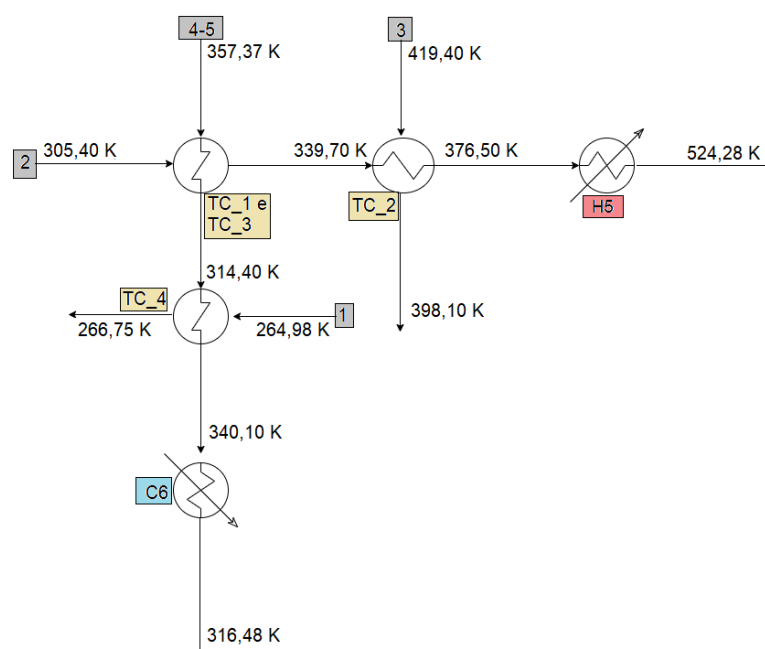 4-5
3
357,37 K
419,40 K
2
305,40 K
339,70 K
376,50 K
524,28 K
TC_1 e
TC_3
TC_2
H5
314,40 K
TC_4
266,75 K
264,98 K
1
398,10 K
340,10 K
C6
316,48 K